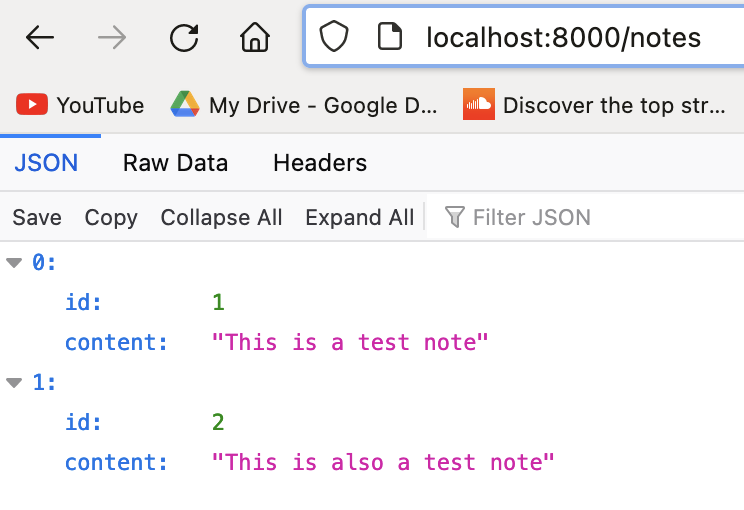 localhost:8000/notes
YouTube My Drive - Google D... Discover the top str...
JSON Raw Data Headers
Save Copy Collapse All Expand All Filter JSON
0:
id: 1
content: "This is a test note"
1:
id: 2
content: "This is also a test note"